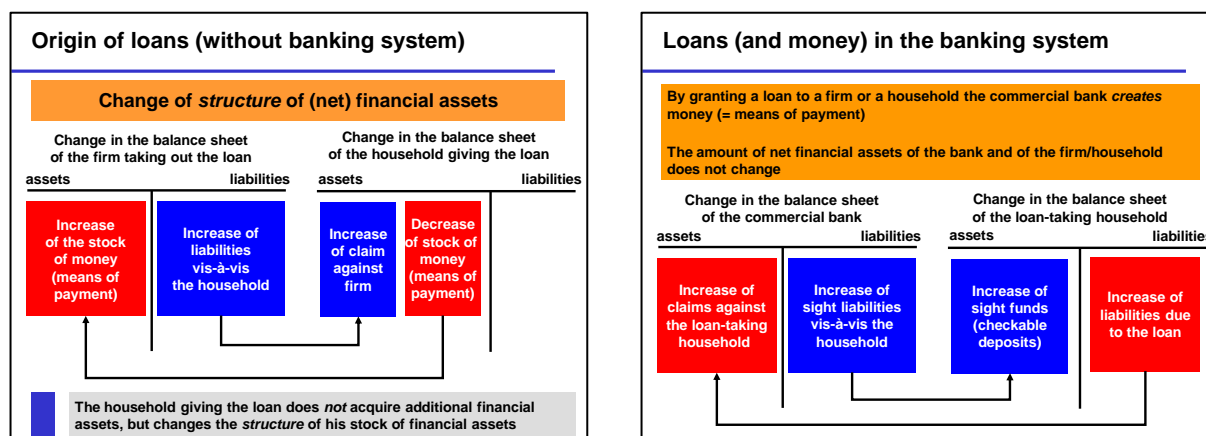 Origin of loans (without banking system)
Change of structure of (net) financial assets
Change in the balance sheet
of the firm taking out the loan
Change in the balance sheet
of the household giving the loan
assets
liabilities
assets
liabilities
Increase
of the stock
of money
(means of
payment)
Increase of
liabilities
vis-à-vis
the household
Increase
of claim
against
firm
Decrease
of stock of
money
(means of
payment)
The household giving the loan does not acquire additional financial
assets, but changes the structure of his stock of financial assets
Loans (and money) in the banking system
By granting a loan to a firm or a household the commercial bank creates
money (= means of payment)
The amount of net financial assets of the bank and of the firm/household
does not change
Change in the balance sheet
of the commercial bank
Change in the balance sheet
of the loan-taking household
assets
liabilities
assets
liabilities
Increase of
claims against
the loan-taking
household
Increase of
sight liabilities
vis-à-vis the
household
Increase of
sight funds
(checkable
deposits)
Increase of
liabilities due
to the loan